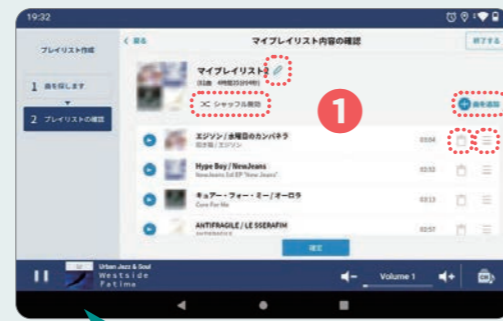 19:32
プレイリスト作成
1 曲を探します
2 プレイリストの確認
戻る
マイプレイリスト内容の確認
終了する
マイプレイリスト2
シャッフル無効
1
曲を追加
エジソン / 水曜日のカンパネラ
03:04
Hype Boy / NewJeans
NewJeans 1st EP 'New Jeans'
キュアー・フォー・ミー / オーロラ
Cure For Me
03:23
ANTIFRAGILE / LE SSERAFIM
確定
Urban Jazz & Soul
Westside
Fatima
Volume 1